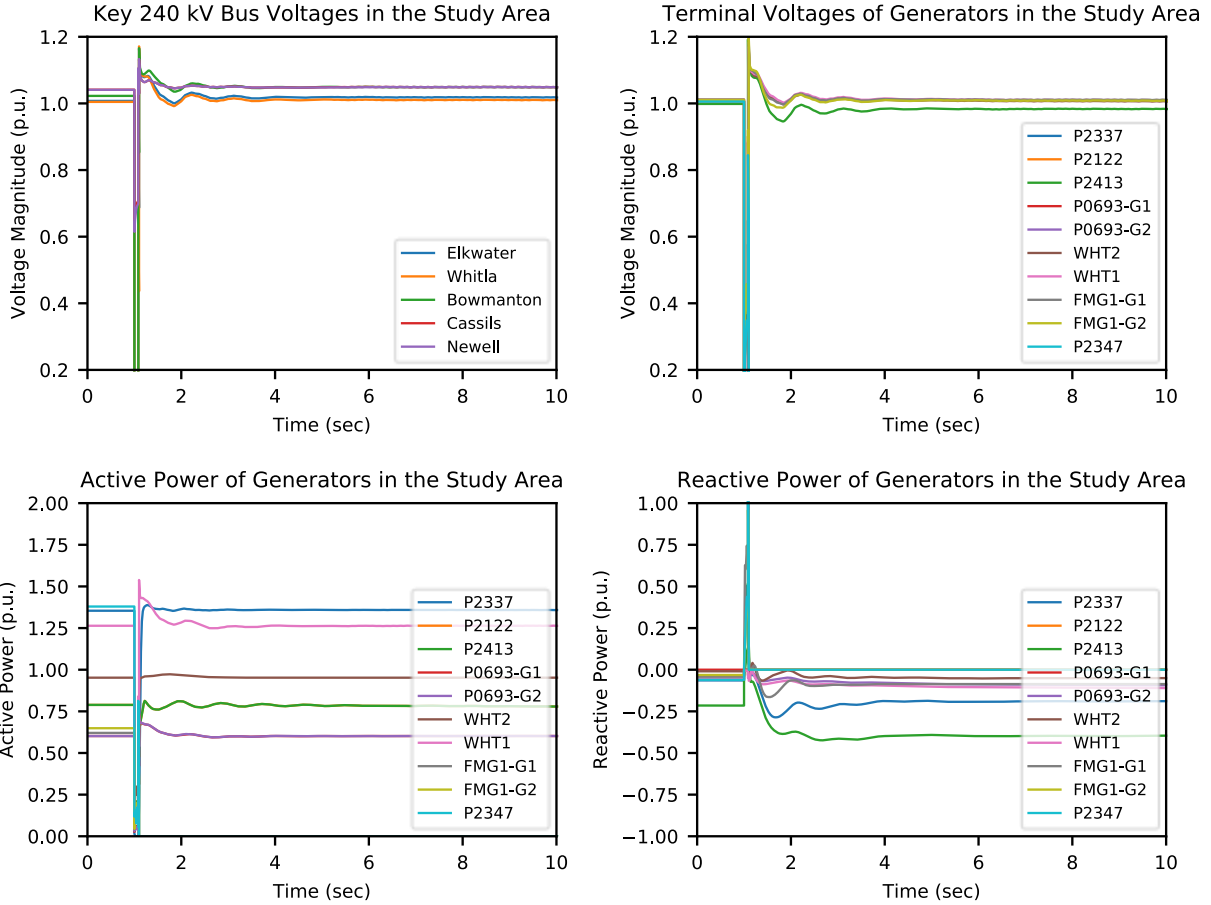 Key 240 kV Bus Voltages in the Study Area
1.2
1.0
0.8
0.6
0.4
0.2
Voltage Magnitude (p.u.)
Elkwater
Whitla
Bowmanton
Cassils
Newell
0 2 4 6 8 10
Time (sec)
Terminal Voltages of Generators in the Study Area
1.2
1.0
0.8
0.6
0.4
0.2
Voltage Magnitude (p.u.)
P2337
P2122
P2413
P0693-G1
P0693-G2
WHT2
WHT1
FMG1-G1
FMG1-G2
P2347
0 2 4 6 8 10
Time (sec)
Active Power of Generators in the Study Area
2.00
1.75
1.50
1.25
1.00
0.75
0.50
0.25
0.00
Active Power (p.u.)
P2337
P2122
P2413
P0693-G1
P0693-G2
WHT2
WHT1
FMG1-G1
FMG1-G2
P2347
0 2 4 6 8 10
Time (sec)
Reactive Power of Generators in the Study Area
1.00
0.75
0.50
0.25
0.00
−0.25
−0.50
−0.75
−1.00
Reactive Power (p.u.)
P2337
P2122
P2413
P0693-G1
P0693-G2
WHT2
WHT1
FMG1-G1
FMG1-G2
P2347
0 2 4 6 8 10
Time (sec)